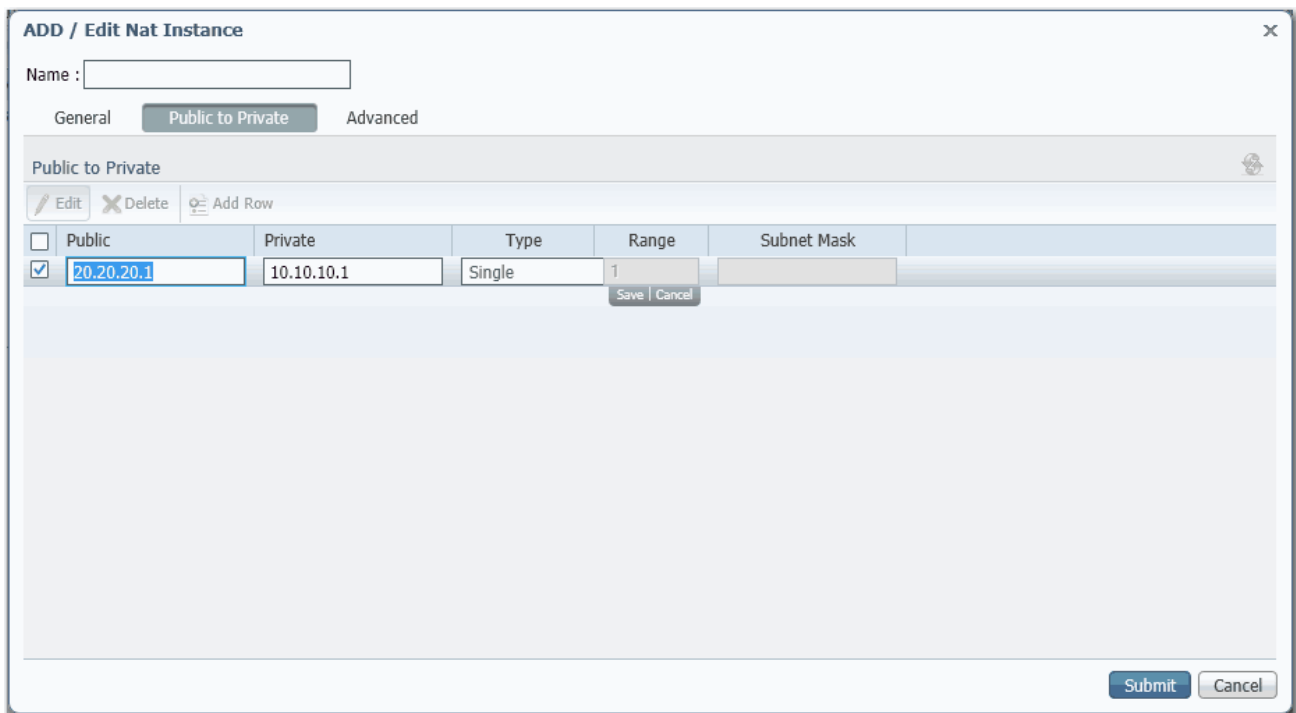 ADD / Edit Nat Instance
Name :
General Public to Private Advanced
Public to Private
Edit Delete Add Row
Public Private Type Range Subnet Mask
20.20.20.1 10.10.10.1 Single 1
Save | Cancel
Submit Cancel